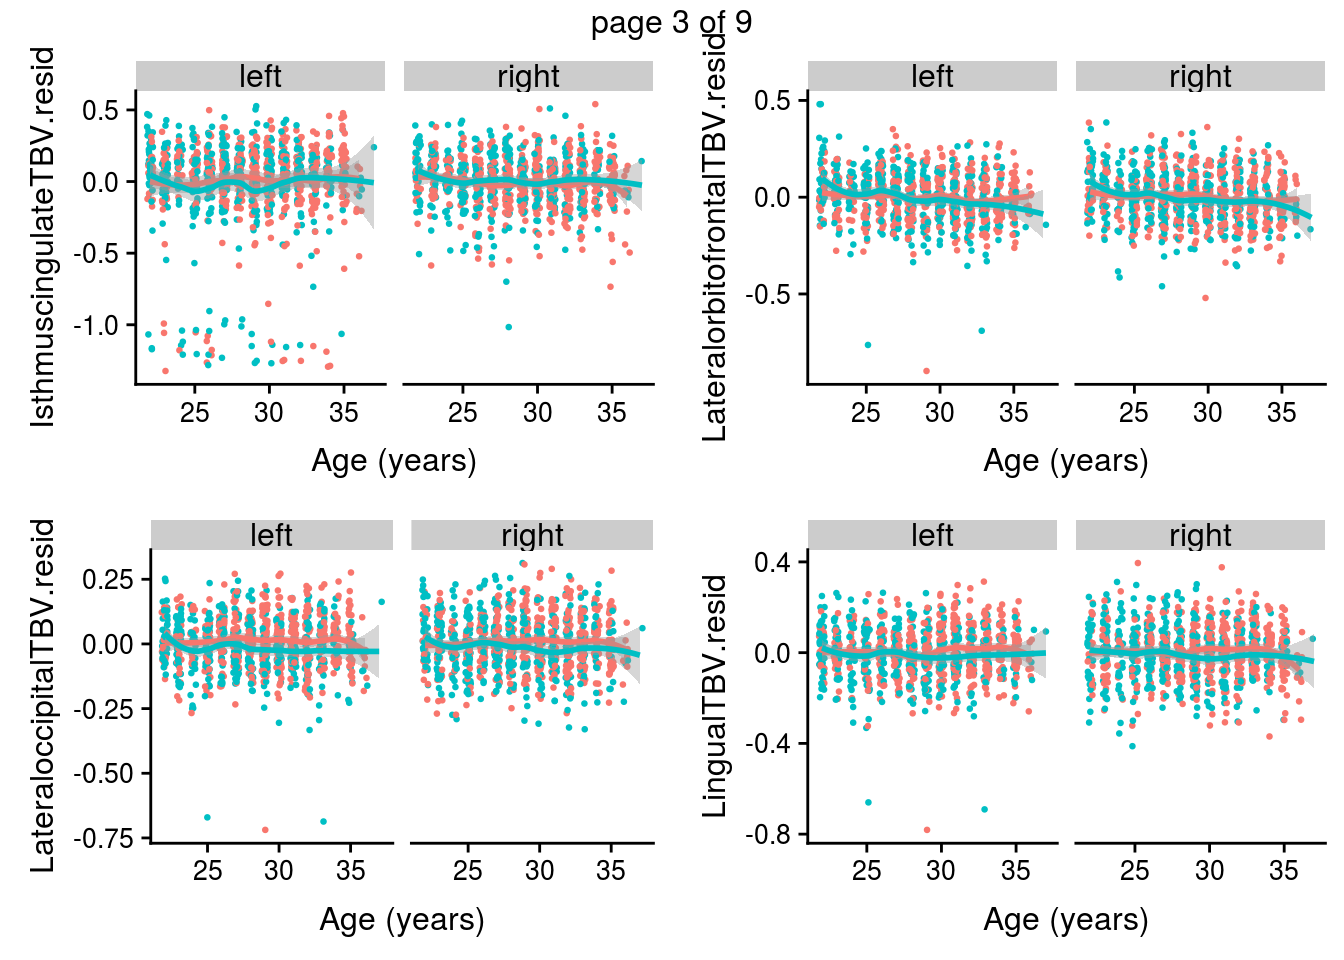 page 3 of 9
IsthmuscingulateTBV.resid
left
right
0.5
0.0
-0.5
-1.0
25
30
35
25
30
35
Age (years)
LateralorbitofrontalTBV.resid
left
right
0.5
0.0
-0.5
25
30
35
25
30
35
Age (years)
LateraloccipitalTBV.resid
left
right
0.25
0.00
-0.25
-0.50
-0.75
25
30
35
25
30
35
Age (years)
LingualTBV.resid
left
right
0.4
0.0
-0.4
-0.8
25
30
35
25
30
35
Age (years)